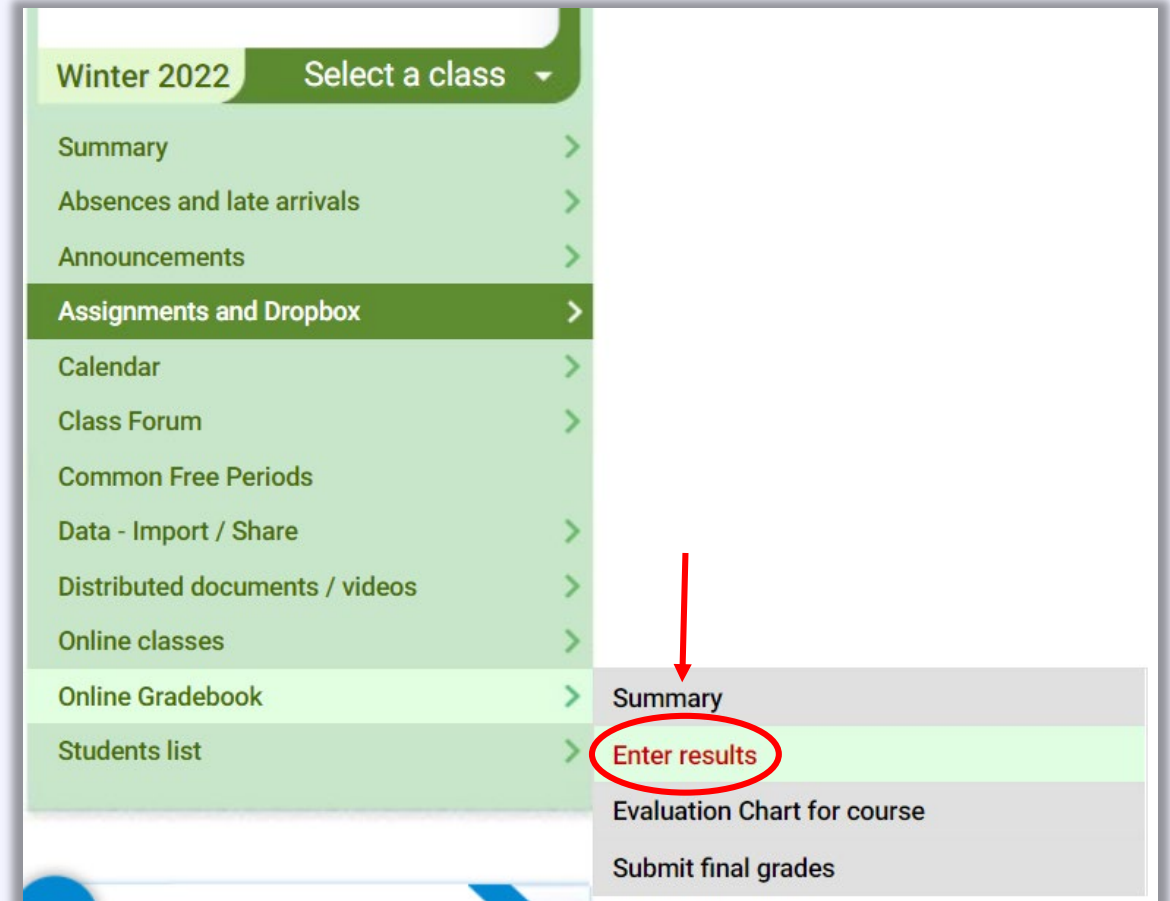 Winter 2022 Select a class
Summary
Absences and late arrivals
Announcements
Assignments and Dropbox
Calendar
Class Forum
Common Free Periods
Data - Import / Share
Distributed documents / videos
Online classes
Online Gradebook
Students list
Summary
Enter results
Evaluation Chart for course
Submit final grades